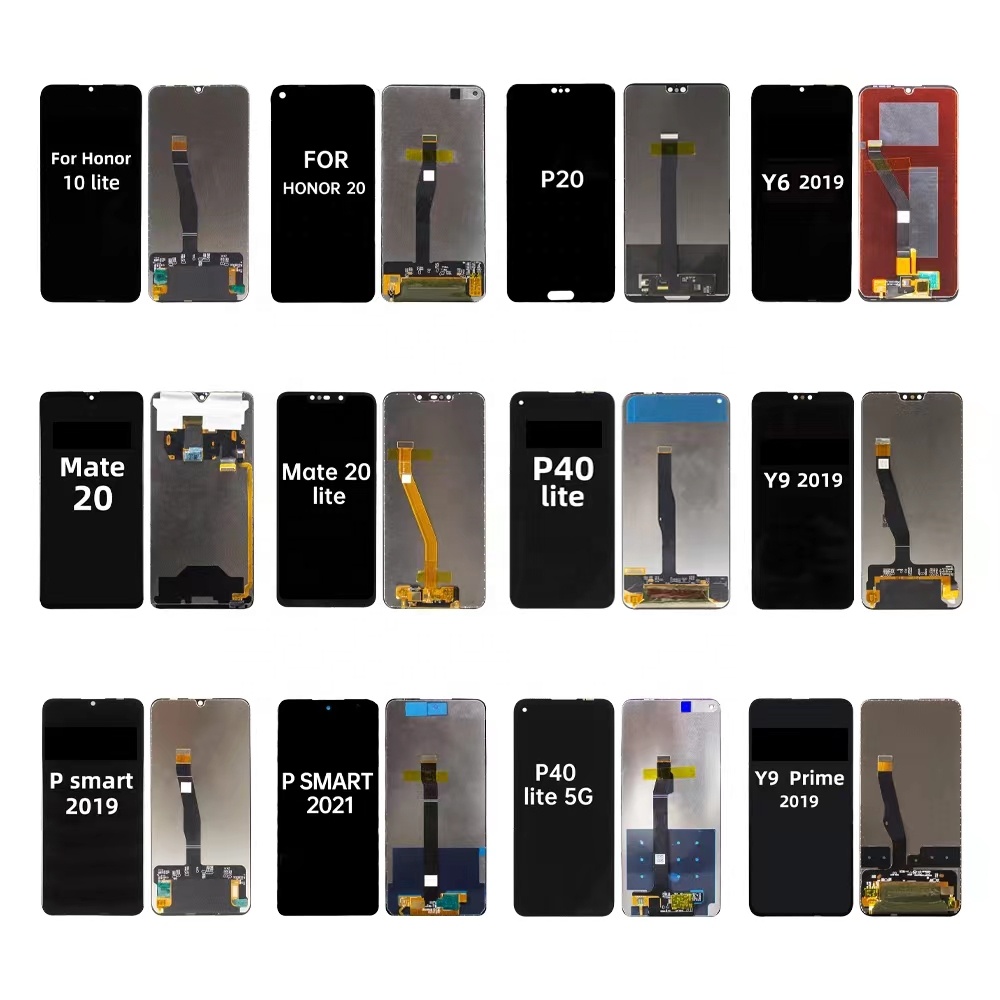 For Honor
10 lite
FOR
HONOR 20
P20
Y6 2019
Mate
20
Mate 20
lite
P40
lite
Y9 2019
P smart
2019
P SMART
2021
P40
lite 5G
Y9 Prime
2019